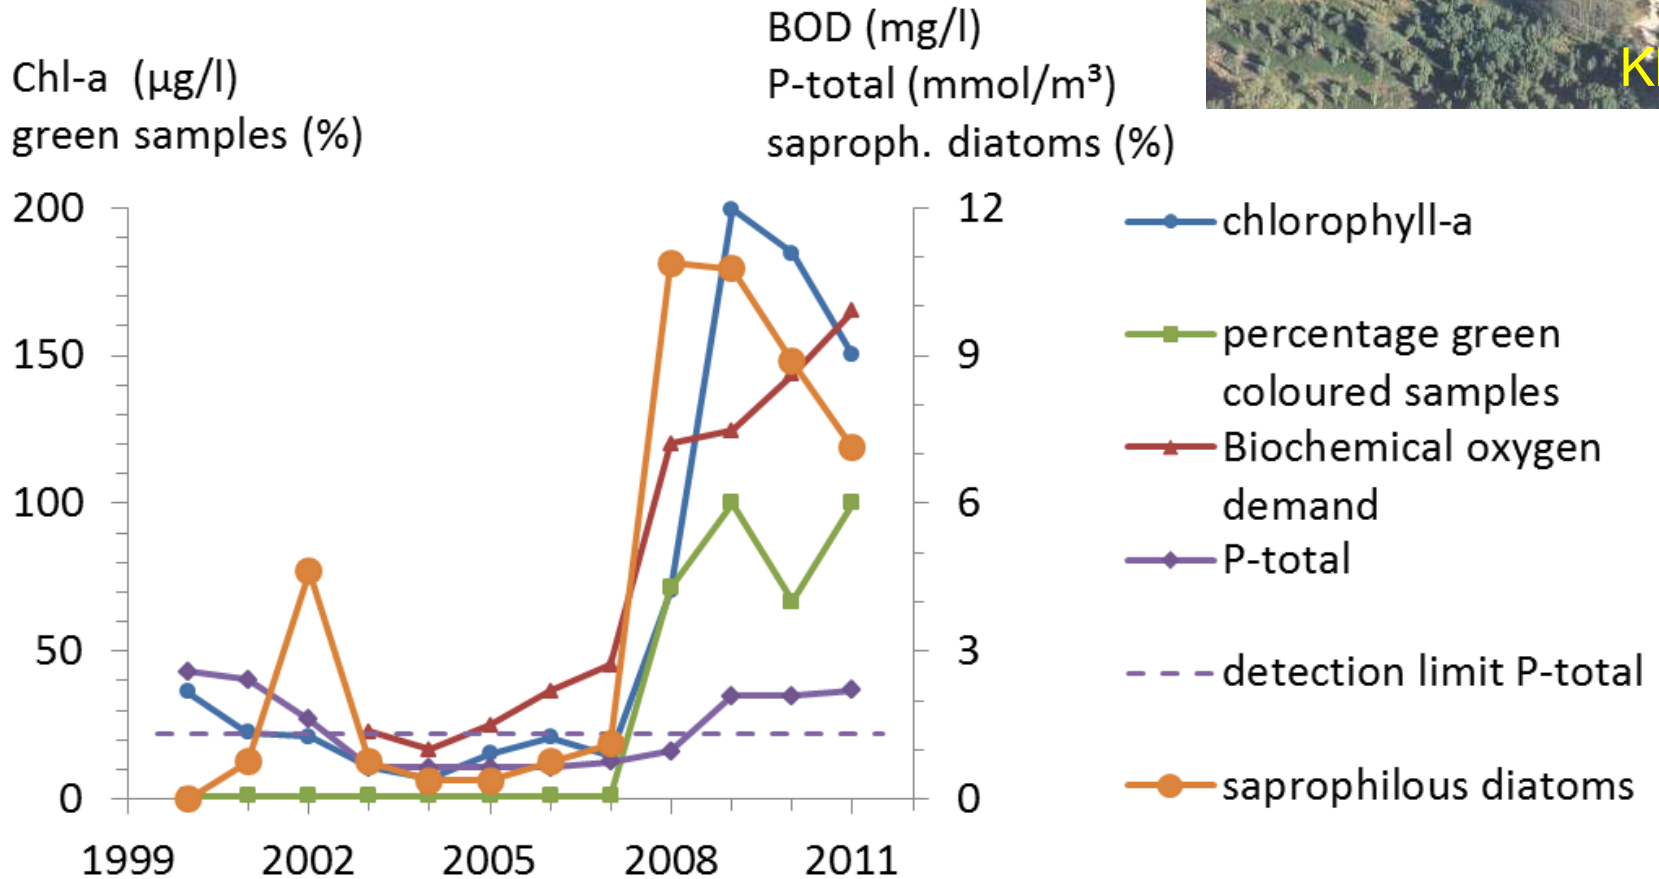 Chl-a (µg/l)
green samples (%)
BOD (mg/l)
P-total (mmol/m³)
saproph. diatoms (%)
200
150
100
50
0
12
9
6
3
0
1999
2002
2005
2008
2011
chlorophyll-a
percentage green
coloured samples
Biochemical oxygen
demand
P-total
detection limit P-total
saprophilous diatoms